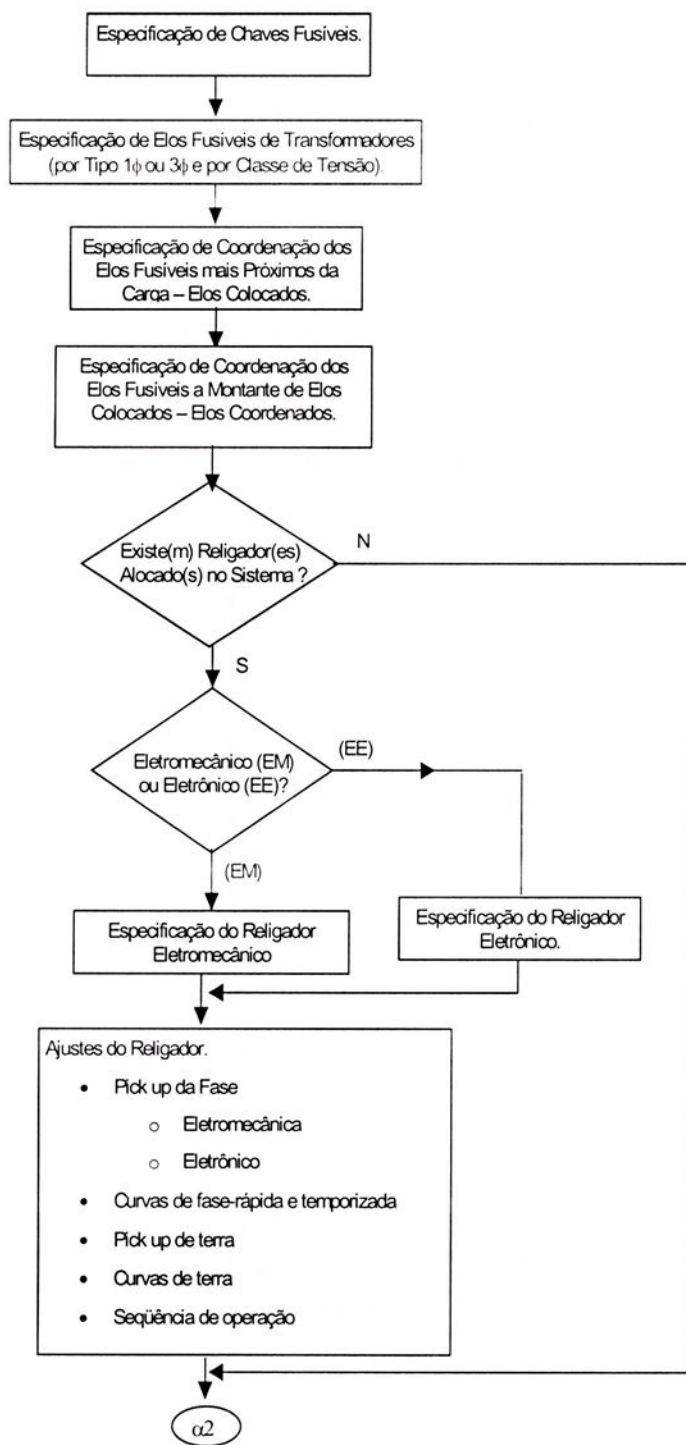 Especificação de Chaves Fusíveis.
Especificação de Elos Fusíveis de Transformadores
(por Tipo 1ϕ ou 3ϕ e por Classe de Tensão).
Especificação de Coordenação dos
Elos Fusíveis mais Próximos da
Carga – Elos Colocados.
Especificação de Coordenação dos
Elos Fusíveis a Montante de Elos
Colocados – Elos Coordenados.
Existe(m) Religador(es)
Alocado(s) no Sistema ?
N
S
Eletromecânico (EM)
ou Eletrônico (EE)?
(EE)
(EM)
Especificação do Religador
Eletromecânico
Especificação do Religador
Eletrônico.
Ajustes do Religador.
• Pick up da Fase
o Eletromecânica
o Eletrônico
• Curvas de fase-rápida e temporizada
• Pick up de terra
• Curvas de terra
• Seqüência de operação
α2